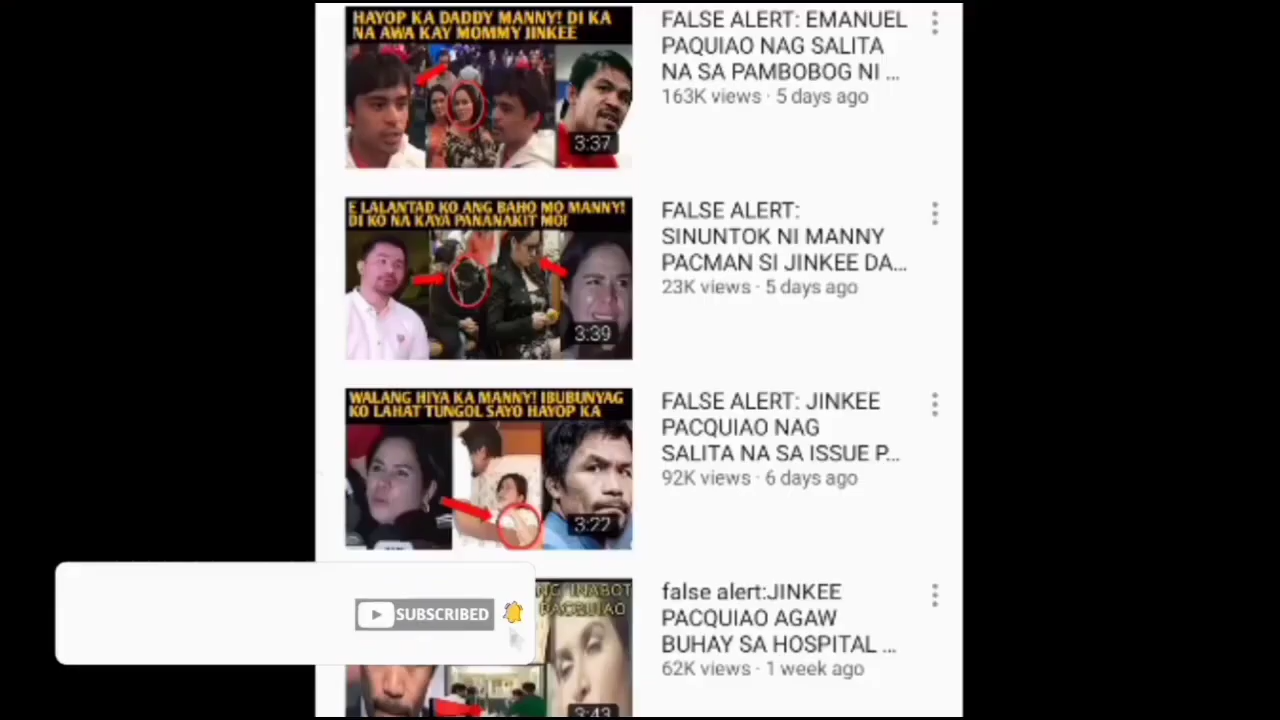 HAYOP KA DADDY MANNY! DI KA
NA AWA KAY MOMMY JINKEE
3:37
FALSE ALERT: EMANUEL
PAQUIAO NAG SALITA
NA SA PAMBOBOG NI ...
163K views · 5 days ago
E LALANTAD KO ANG BAHO MO MANNY!
DI KO NA KAYA PANANAKIT MO!
3:39
FALSE ALERT:
SINUNTOK NI MANNY
PACMAN SI JINKEE DA...
23K views · 5 days ago
WALANG HIYA KA MANNY! IBUBUNYAG
KO LAHAT TUNGOL SAYO HAYOP KA
3:27
FALSE ALERT: JINKEE
PACQUIAO NAG
SALITA NA SA ISSUE P...
92K views · 6 days ago
NG INABOT
PACQUIAO
3:43
false alert:JINKEE
PACQUIAO AGAW
BUHAY SA HOSPITAL ...
62K views · 1 week ago
SUBSCRIBED